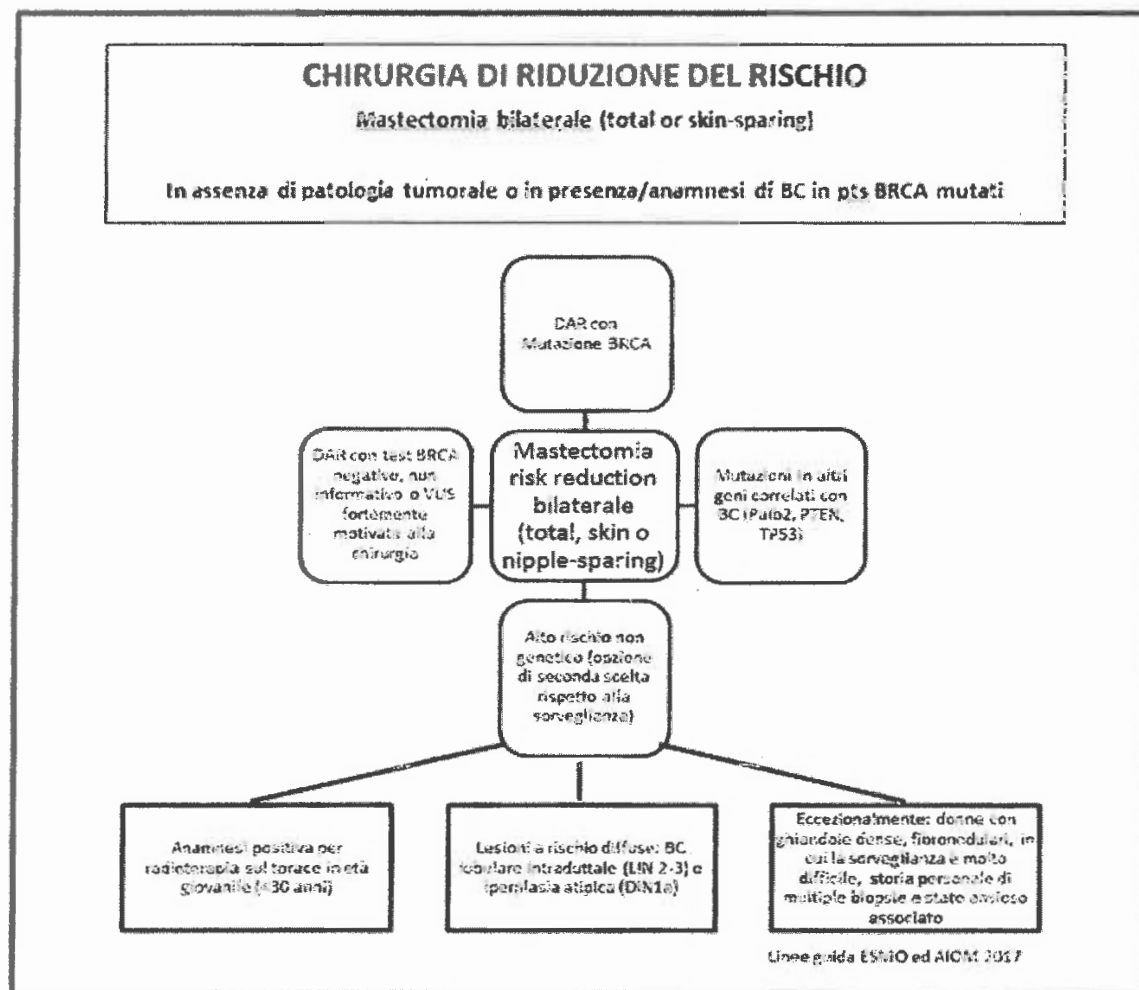 CHIRURGIA DI RIDUZIONE DEL RISCHIO
Mastectomia bilaterale (total or skin-sparing)
In assenza di patologia tumorale o in presenza/anamnesi di BC in pts BRCA mutati
DAR con
Mutazione BRCA
DAR con test BRCA
negativo, non
informativo o VUS
fortemente
motivate alla
chirurgia
Mastectomia
risk reduction
bilaterale
(total, skin o
nipple-sparing)
Mutazioni in altri
geni correlati con
BC (Palb2, PTEN,
TP53)
Alto rischio non
genetico (opzione
di seconda scelta
rispetto alla
sorveglianza)
Anamnesi positiva per
radioterapia sul torace in età
giovanile (<30 anni)
Lesioni a rischio diffuse: BC
lobulare intraduttale (LIN 2-3) o
iperplasia atipica (DIN1a)
Eccezionalmente: donne con
ghiandole dense, fibronodulari, in
cui la sorveglianza è molto
difficile, storia personale di
multiple biopsie e stato ansioso
associato
Linee guida ESMO ed AIOM 2017